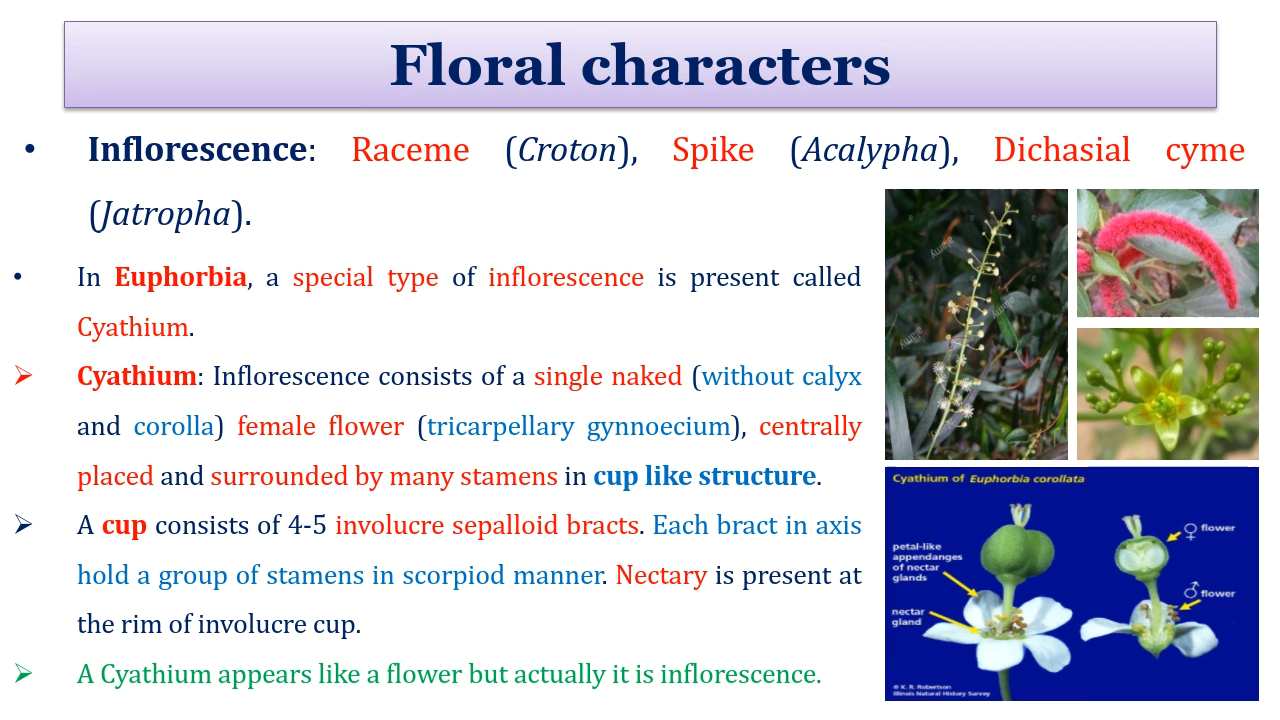 Floral characters
• Inflorescence: Raceme (Croton), Spike (Acalypha), Dichasial cyme
(Jatropha).
• In Euphorbia, a special type of inflorescence is present called
Cyathium.
➢ Cyathium: Inflorescence consists of a single naked (without calyx
and corolla) female flower (tricarpellary gynnoecium), centrally
placed and surrounded by many stamens in cup like structure.
➢ A cup consists of 4-5 involucre sepalloid bracts. Each bract in axis
hold a group of stamens in scorpiod manner. Nectary is present at
the rim of involucre cup.
➢ A Cyathium appears like a flower but actually it is inflorescence.
alamy
alamy
alamy
Cyathium of Euphorbia corollata
petal-like
appendanges
of nectar
glands
nectar
gland
♀ flower
♂ flower
© K. R. Robertson
Illinois Natural History Survey